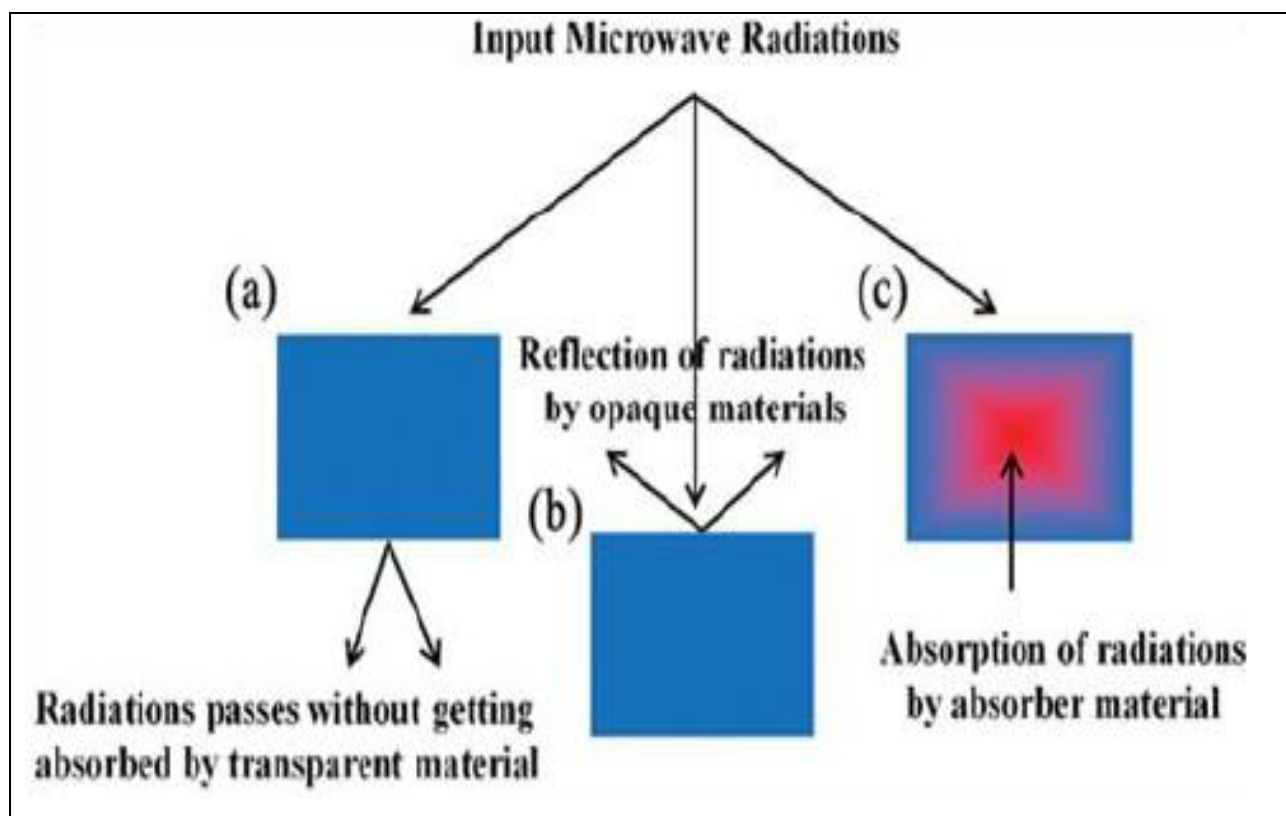 Input Microwave Radiations
(a)
(c)
Reflection of radiations
by opaque materials
(b)
Radiations passes without getting
absorbed by transparent material
Absorption of radiations
by absorber material